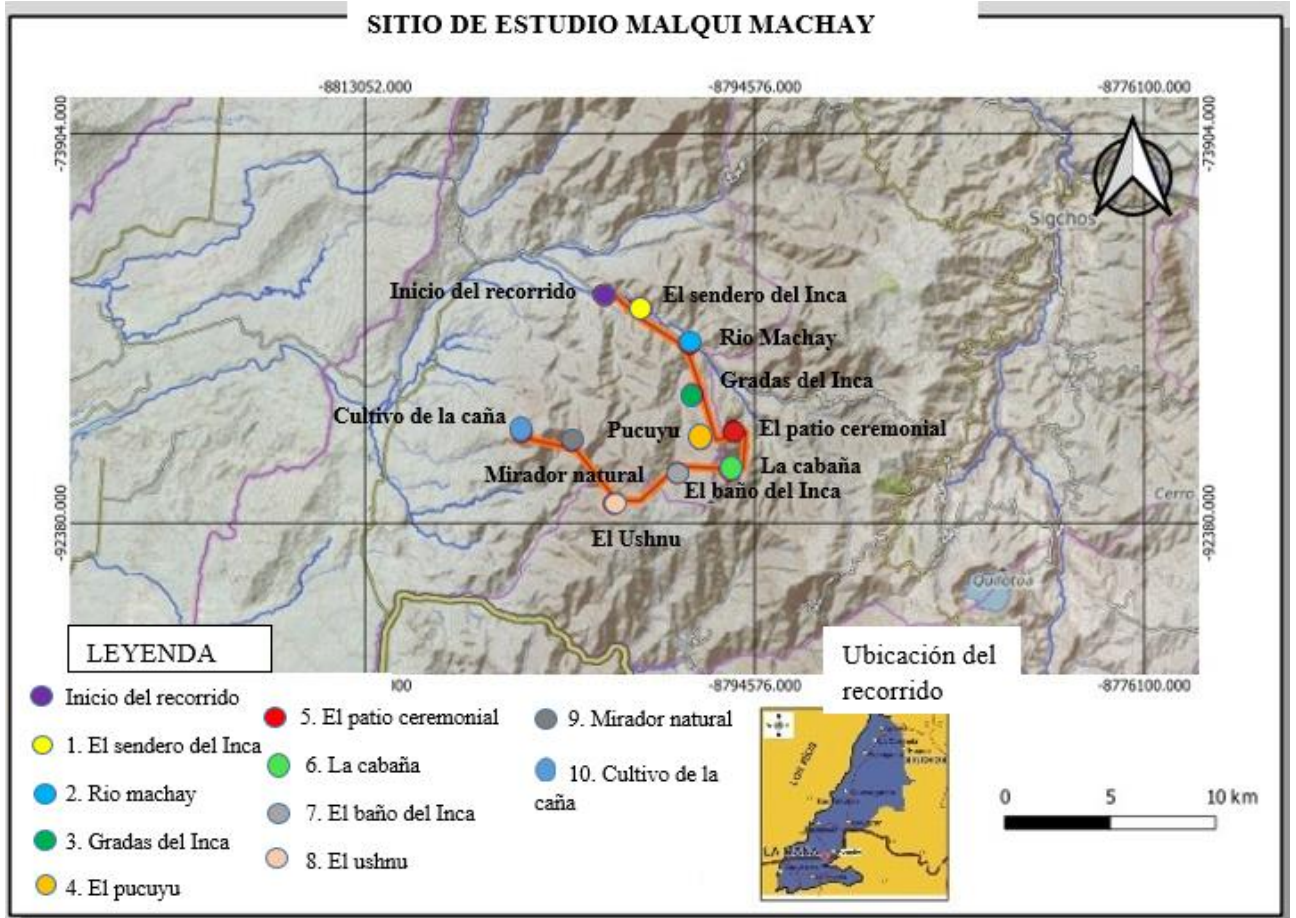 SITIO DE ESTUDIO MALQUI MACHAY
-8813052.000
-8794576.000
-8776100.000
-73904.000
-73904.000
Sigchos
Inicio del recorrido
El sendero del Inca
Rio Machay
Gradas del Inca
Cultivo de la caña
Pucuyu
El patio ceremonial
Mirador natural
La cabaña
El baño del Inca
Cerro
-92380.000
-92380.000
El Ushnu
Quilotoa
LEYENDA
Ubicación del
recorrido
-8794576.000
-8776100.000
Inicio del recorrido
1. El sendero del Inca
2. Rio machay
3. Gradas del Inca
4. El pucuyu
5. El patio ceremonial
6. La cabaña
7. El baño del Inca
8. El ushnu
9. Mirador natural
10. Cultivo de la
caña
LOS RÍOS
LA MANA
0 5 10 km